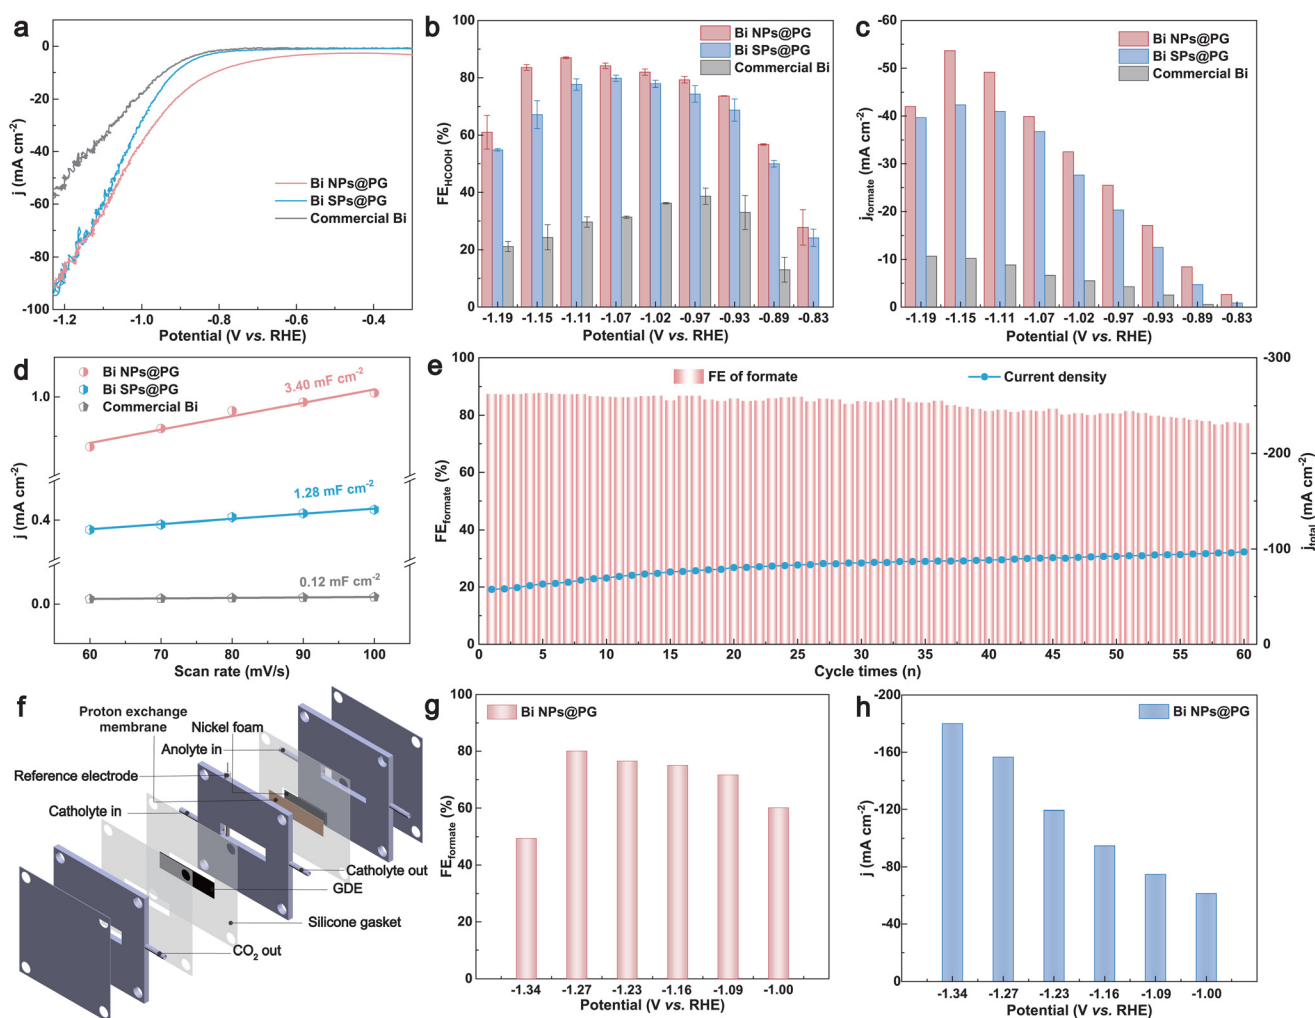 a
0
-20
-40
-60
-80
-100
j (mA cm-2)
-1.2
-1.0
-0.8
-0.6
-0.4
Potential (V vs. RHE)
Bi NPs@PG
Bi SPs@PG
Commercial Bi
b
100
80
60
40
20
0
FEHCOOH (%)
Bi NPs@PG
Bi SPs@PG
Commercial Bi
-1.19 -1.15 -1.11 -1.07 -1.02 -0.97 -0.93 -0.89 -0.83
Potential (V vs. RHE)
c
-60
-50
-40
-30
-20
-10
0
jformate (mA cm-2)
Bi NPs@PG
Bi SPs@PG
Commercial Bi
-1.19 -1.15 -1.11 -1.07 -1.02 -0.97 -0.93 -0.89 -0.83
Potential (V vs. RHE)
d
Bi NPs@PG
Bi SPs@PG
Commercial Bi
3.40 mF cm-2
1.28 mF cm-2
0.12 mF cm-2
1.0
0.4
0.0
j (mA cm-2)
60 70 80 90 100
Scan rate (mV/s)
e
100
80
60
40
20
0
FEformate (%)
FE of formate
Current density
-300
-200
-100
0
jtotal (mA cm-2)
0 5 10 15 20 25 30 35 40 45 50 55 60
Cycle times (n)
f
Proton exchange
membrane
Nickel foam
Anolyte in
Reference electrode
Catholyte in
Catholyte out
GDE
Silicone gasket
CO2 out
g
100
80
60
40
20
0
FEformate (%)
Bi NPs@PG
-1.34 -1.27 -1.23 -1.16 -1.09 -1.00
Potential (V vs. RHE)
h
-200
-160
-120
-80
-40
0
j (mA cm-2)
Bi NPs@PG
-1.34 -1.27 -1.23 -1.16 -1.09 -1.00
Potential (V vs. RHE)